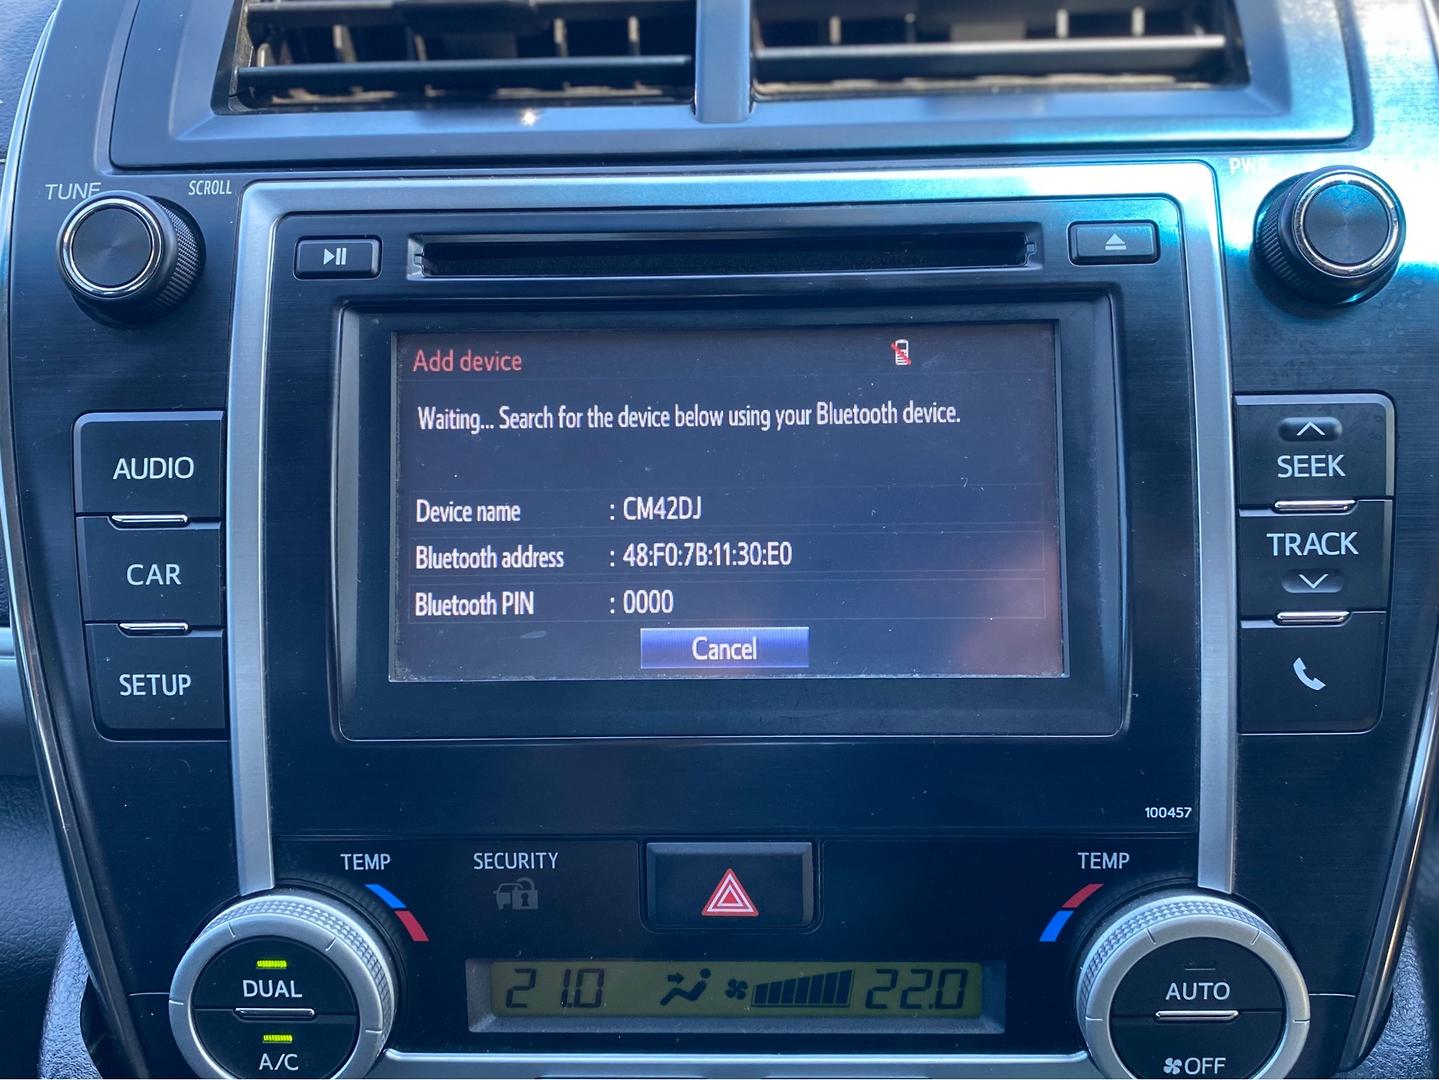 TUNE SCROLL PWR
Add device
Waiting... Search for the device below using your Bluetooth device.
Device name : CM42DJ
Bluetooth address : 48:F0:7B:11:30:E0
Bluetooth PIN : 0000
Cancel
AUDIO
CAR
SETUP
SEEK
TRACK
100457
TEMP SECURITY TEMP
21.0 22.0
DUAL
A/C
AUTO
OFF